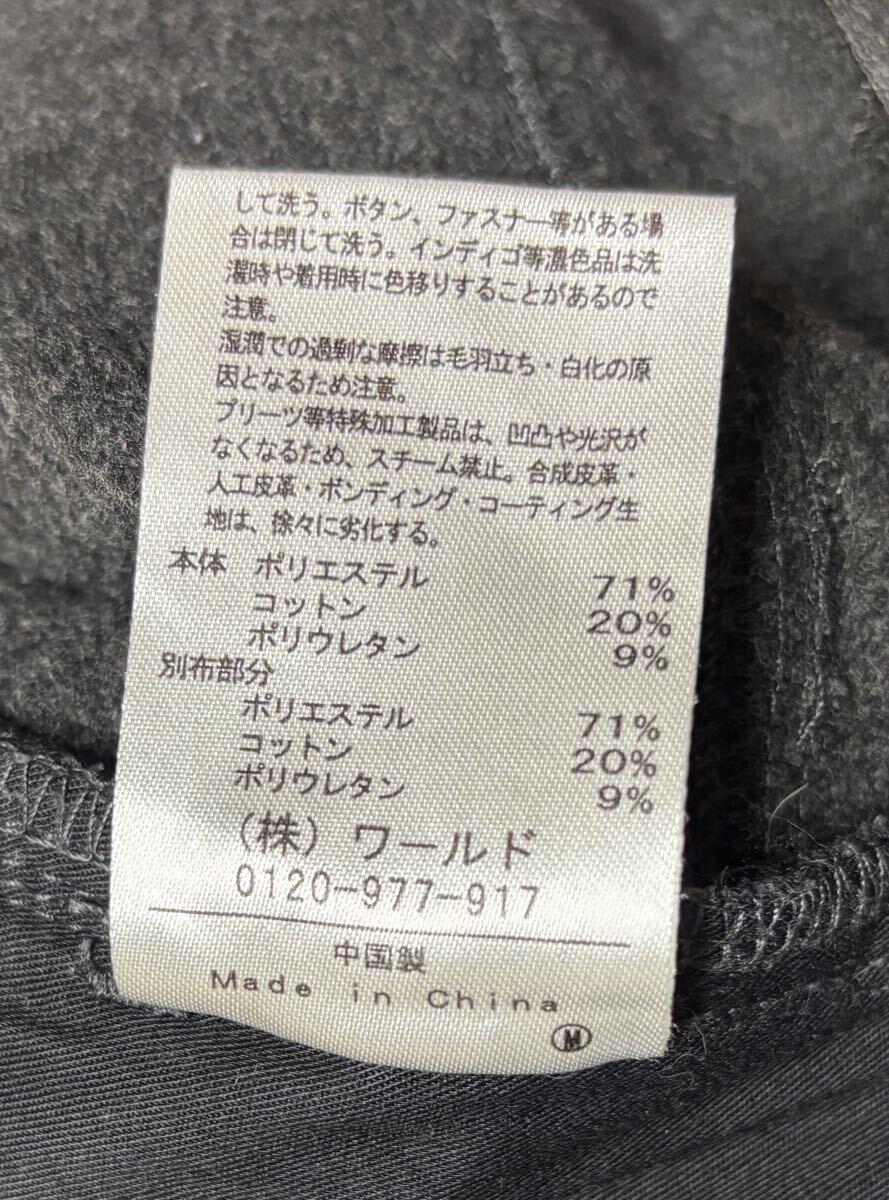 して洗う。ボタン、ファスナー等がある場
合は閉じて洗う。インディゴ等濃色品は洗
濯時や着用時に色移りすることがあるので
注意。
湿潤での過剰な摩擦は毛羽立ち・白化の原
因となるため注意。
プリーツ等特殊加工製品は、凹凸や光沢が
なくなるため、スチーム禁止。合成皮革・
人工皮革・ボンディング・コーティング生
地は、徐々に劣化する。
本体 ポリエステル 71%
コットン 20%
ポリウレタン 9%
別布部分
ポリエステル 71%
コットン 20%
ポリウレタン 9%
(株) ワールド
0120-977-917
中国製
Made in China
M